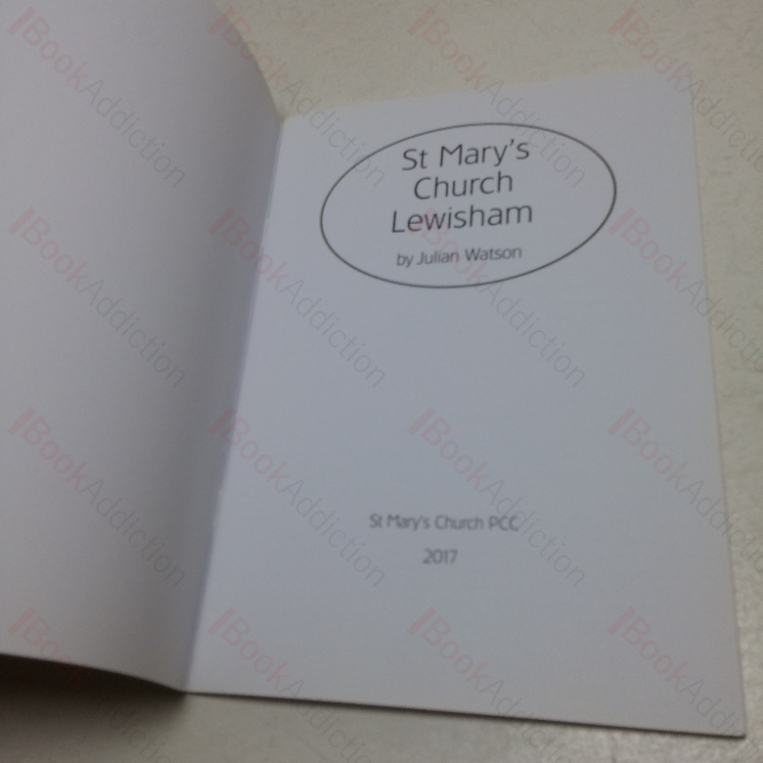 St Mary's
Church
Lewisham
by Julian Watson
St Mary's Church PCC
2017
BookAddiction